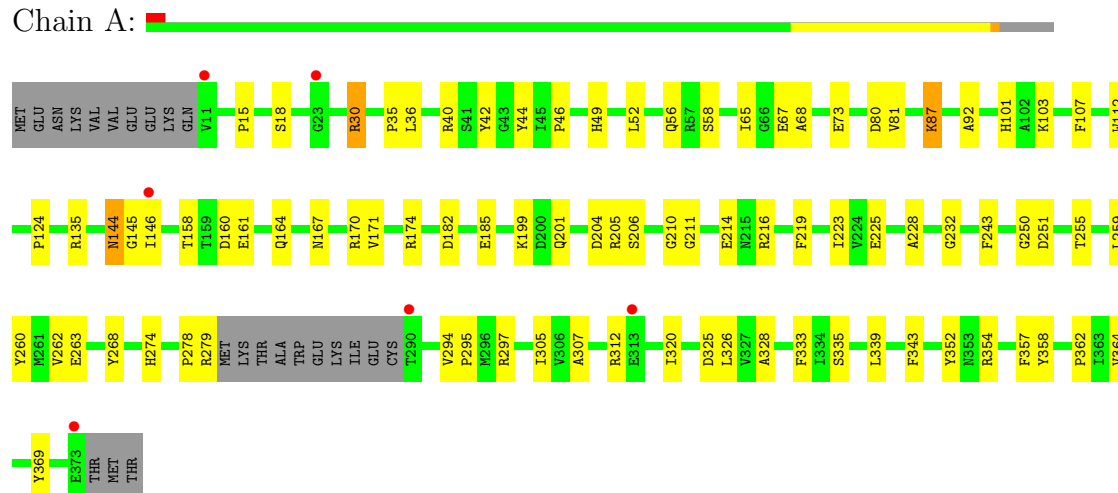 Chain A:
MET GLU ASN LYS VAL VAL GLU GLU LYS GLN V11 P15 S18 G23 R30 P35 L36 R40 S41 Y42 G43 Y44 I45 P46 H49 L52 Q56 R57 S58 I65 G66 E67 A68 E73 D80 V81 K87 A92 H101 A102 K103 F107
P124 R135 N144 G145 I146 T158 T159 D160 E161 Q164 N167 R170 V171 R174 D182 E185 K199 D200 Q201 D204 R205 S206 G210 G211 E214 N215 R216 F219 I223 V224 E225 A228 G232 F243 G250 D251 T255 L259
Y260 M261 V262 E263 Y268 H274 P278 R279 MET LYS THR ALA TRP GLU LYS ILE GLU CYS T290 V294 P295 M296 R297 I305 V306 A307 R312 E313 I320 D325 L326 V327 A328 F333 I334 S335 L339 F343 Y352 N353 R354 F357 Y358 P362 I363 V364
Y369 E373 THR MET THR